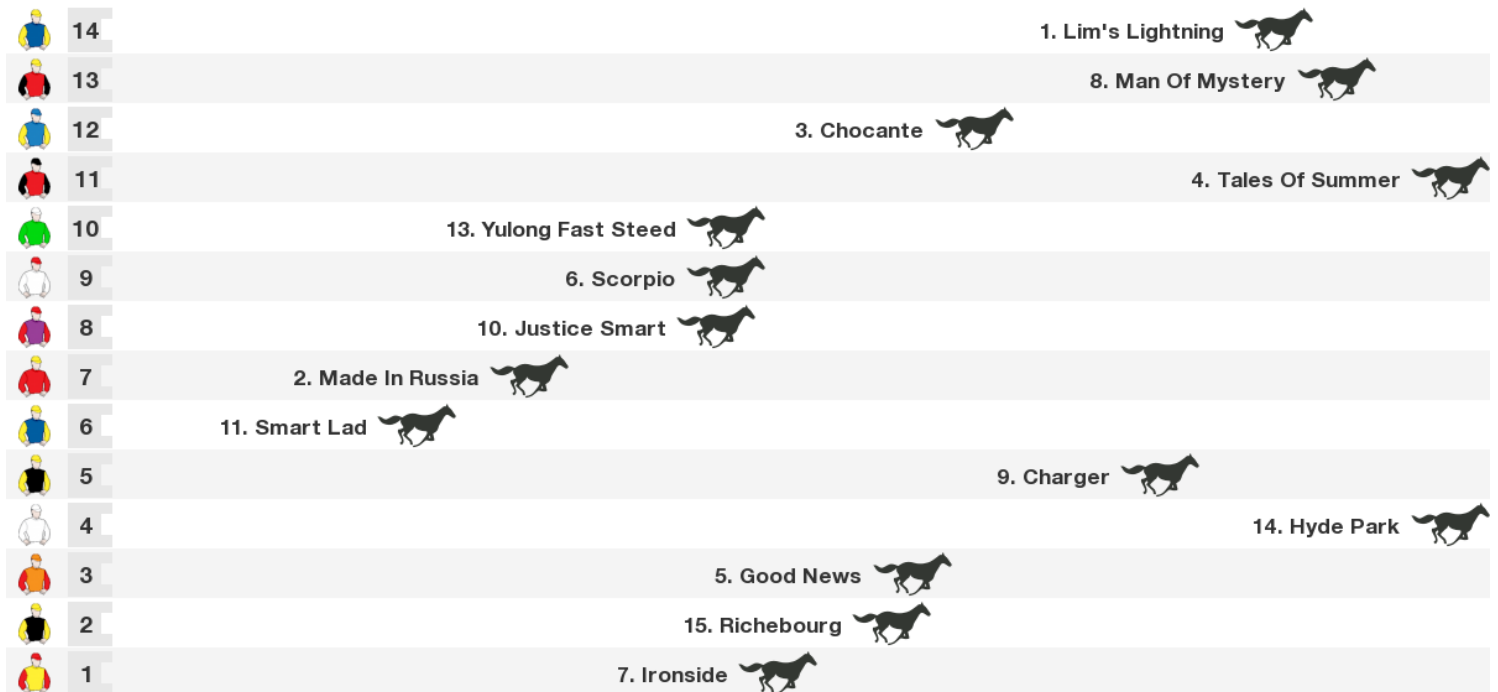 14 1. Lim's Lightning
13 8. Man Of Mystery
12 3. Chocante
11 4. Tales Of Summer
10 13. Yulong Fast Steed
9 6. Scorpio
8 10. Justice Smart
7 2. Made In Russia
6 11. Smart Lad
5 9. Charger
4 14. Hyde Park
3 5. Good News
2 15. Richebourg
1 7. Ironside